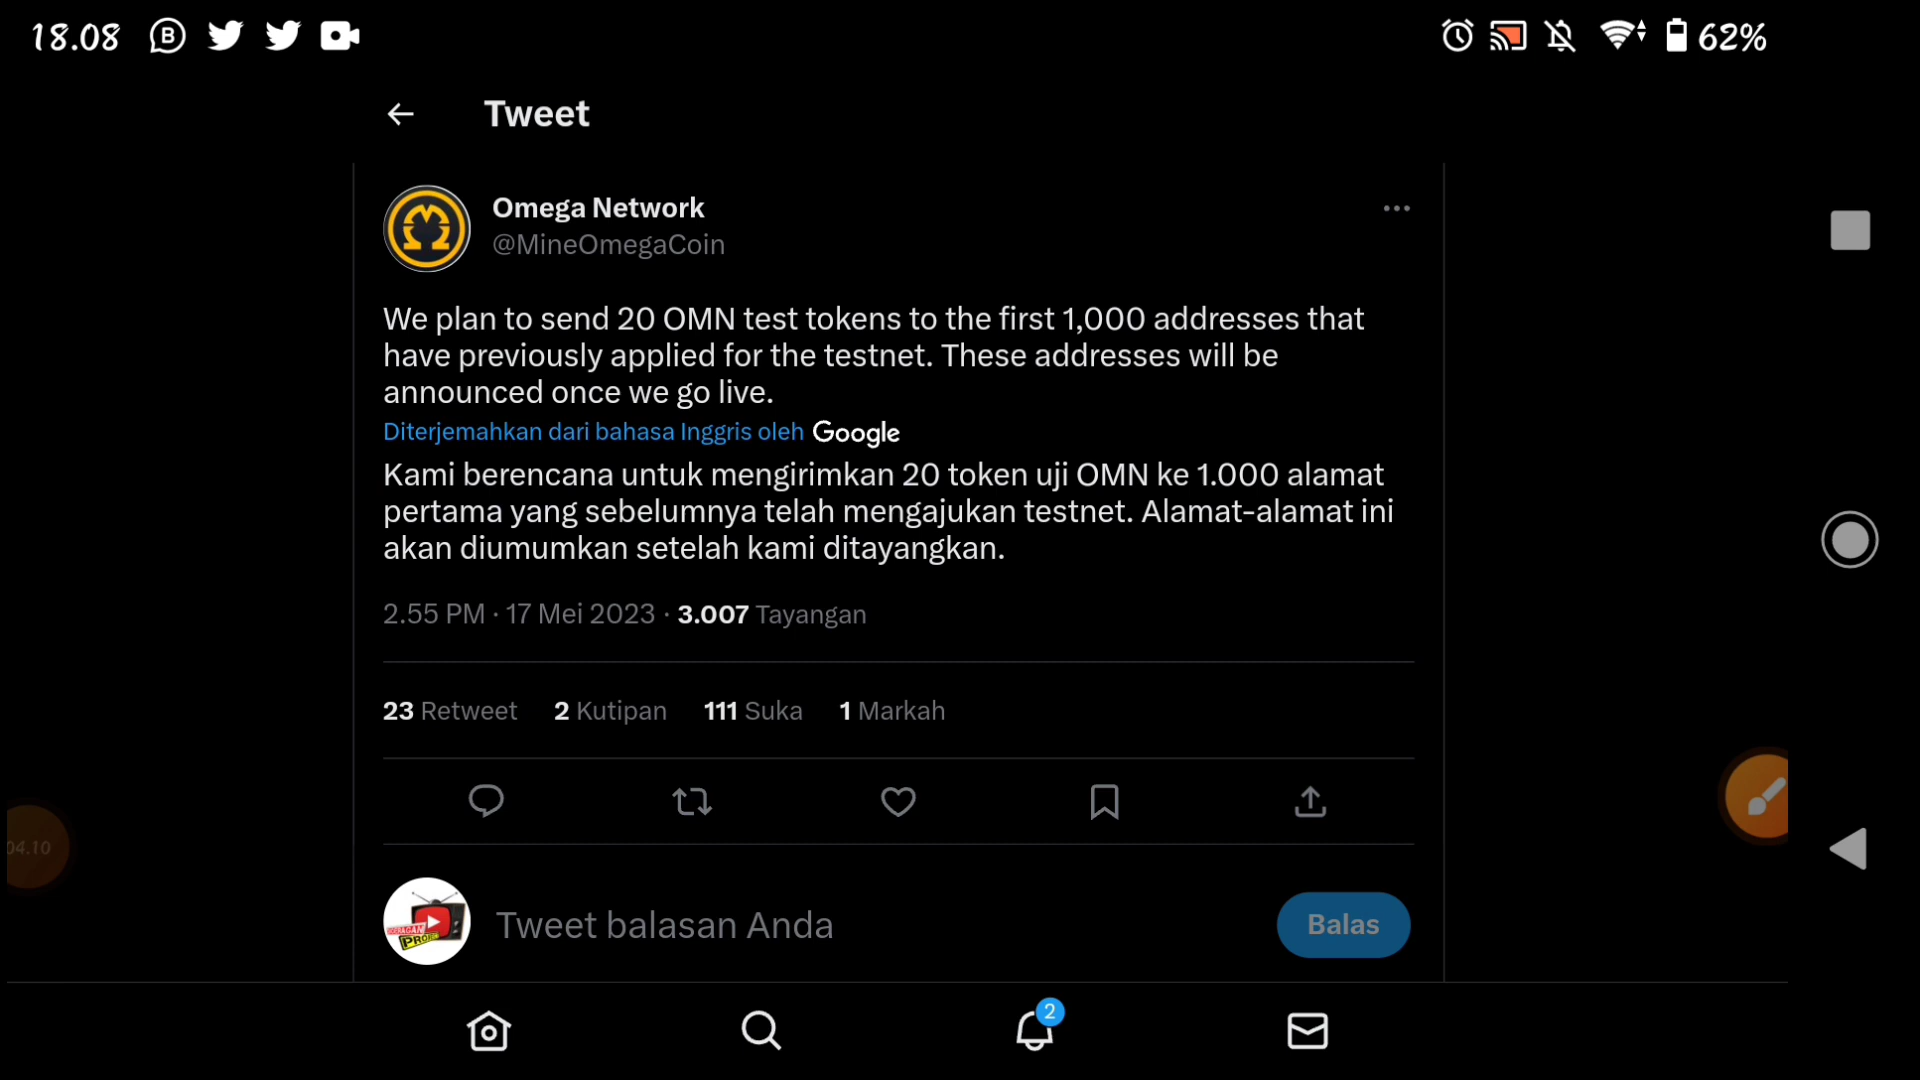 18.08
62%
Tweet
Omega Network
@MineOmegaCoin
We plan to send 20 OMN test tokens to the first 1,000 addresses that
have previously applied for the testnet. These addresses will be
announced once we go live.
Diterjemahkan dari bahasa Inggris oleh Google
Kami berencana untuk mengirimkan 20 token uji OMN ke 1.000 alamat
pertama yang sebelumnya telah mengajukan testnet. Alamat-alamat ini
akan diumumkan setelah kami ditayangkan.
2.55 PM · 17 Mei 2023 · 3.007 Tayangan
23 Retweet 2 Kutipan 111 Suka 1 Markah
04.10
Tweet balasan Anda
Balas
2